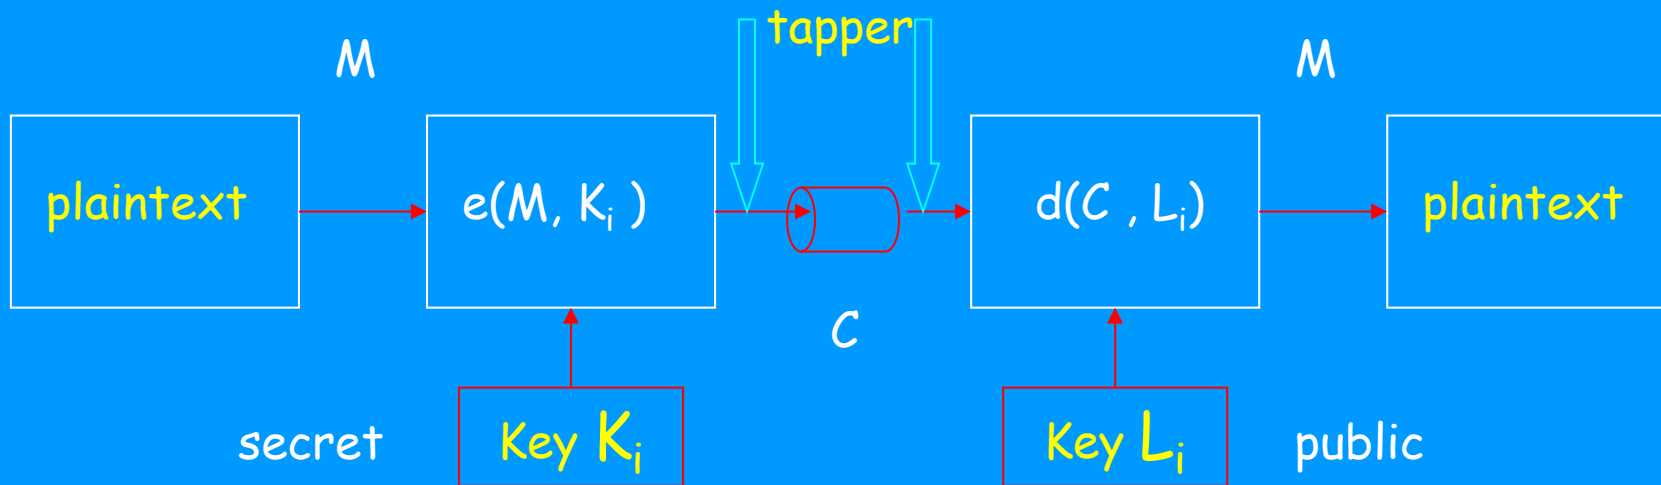 tapper
M
M
plaintext
e(M, Kᵢ )
d(C , Lᵢ)
plaintext
C
secret
Key Kᵢ
Key Lᵢ
public